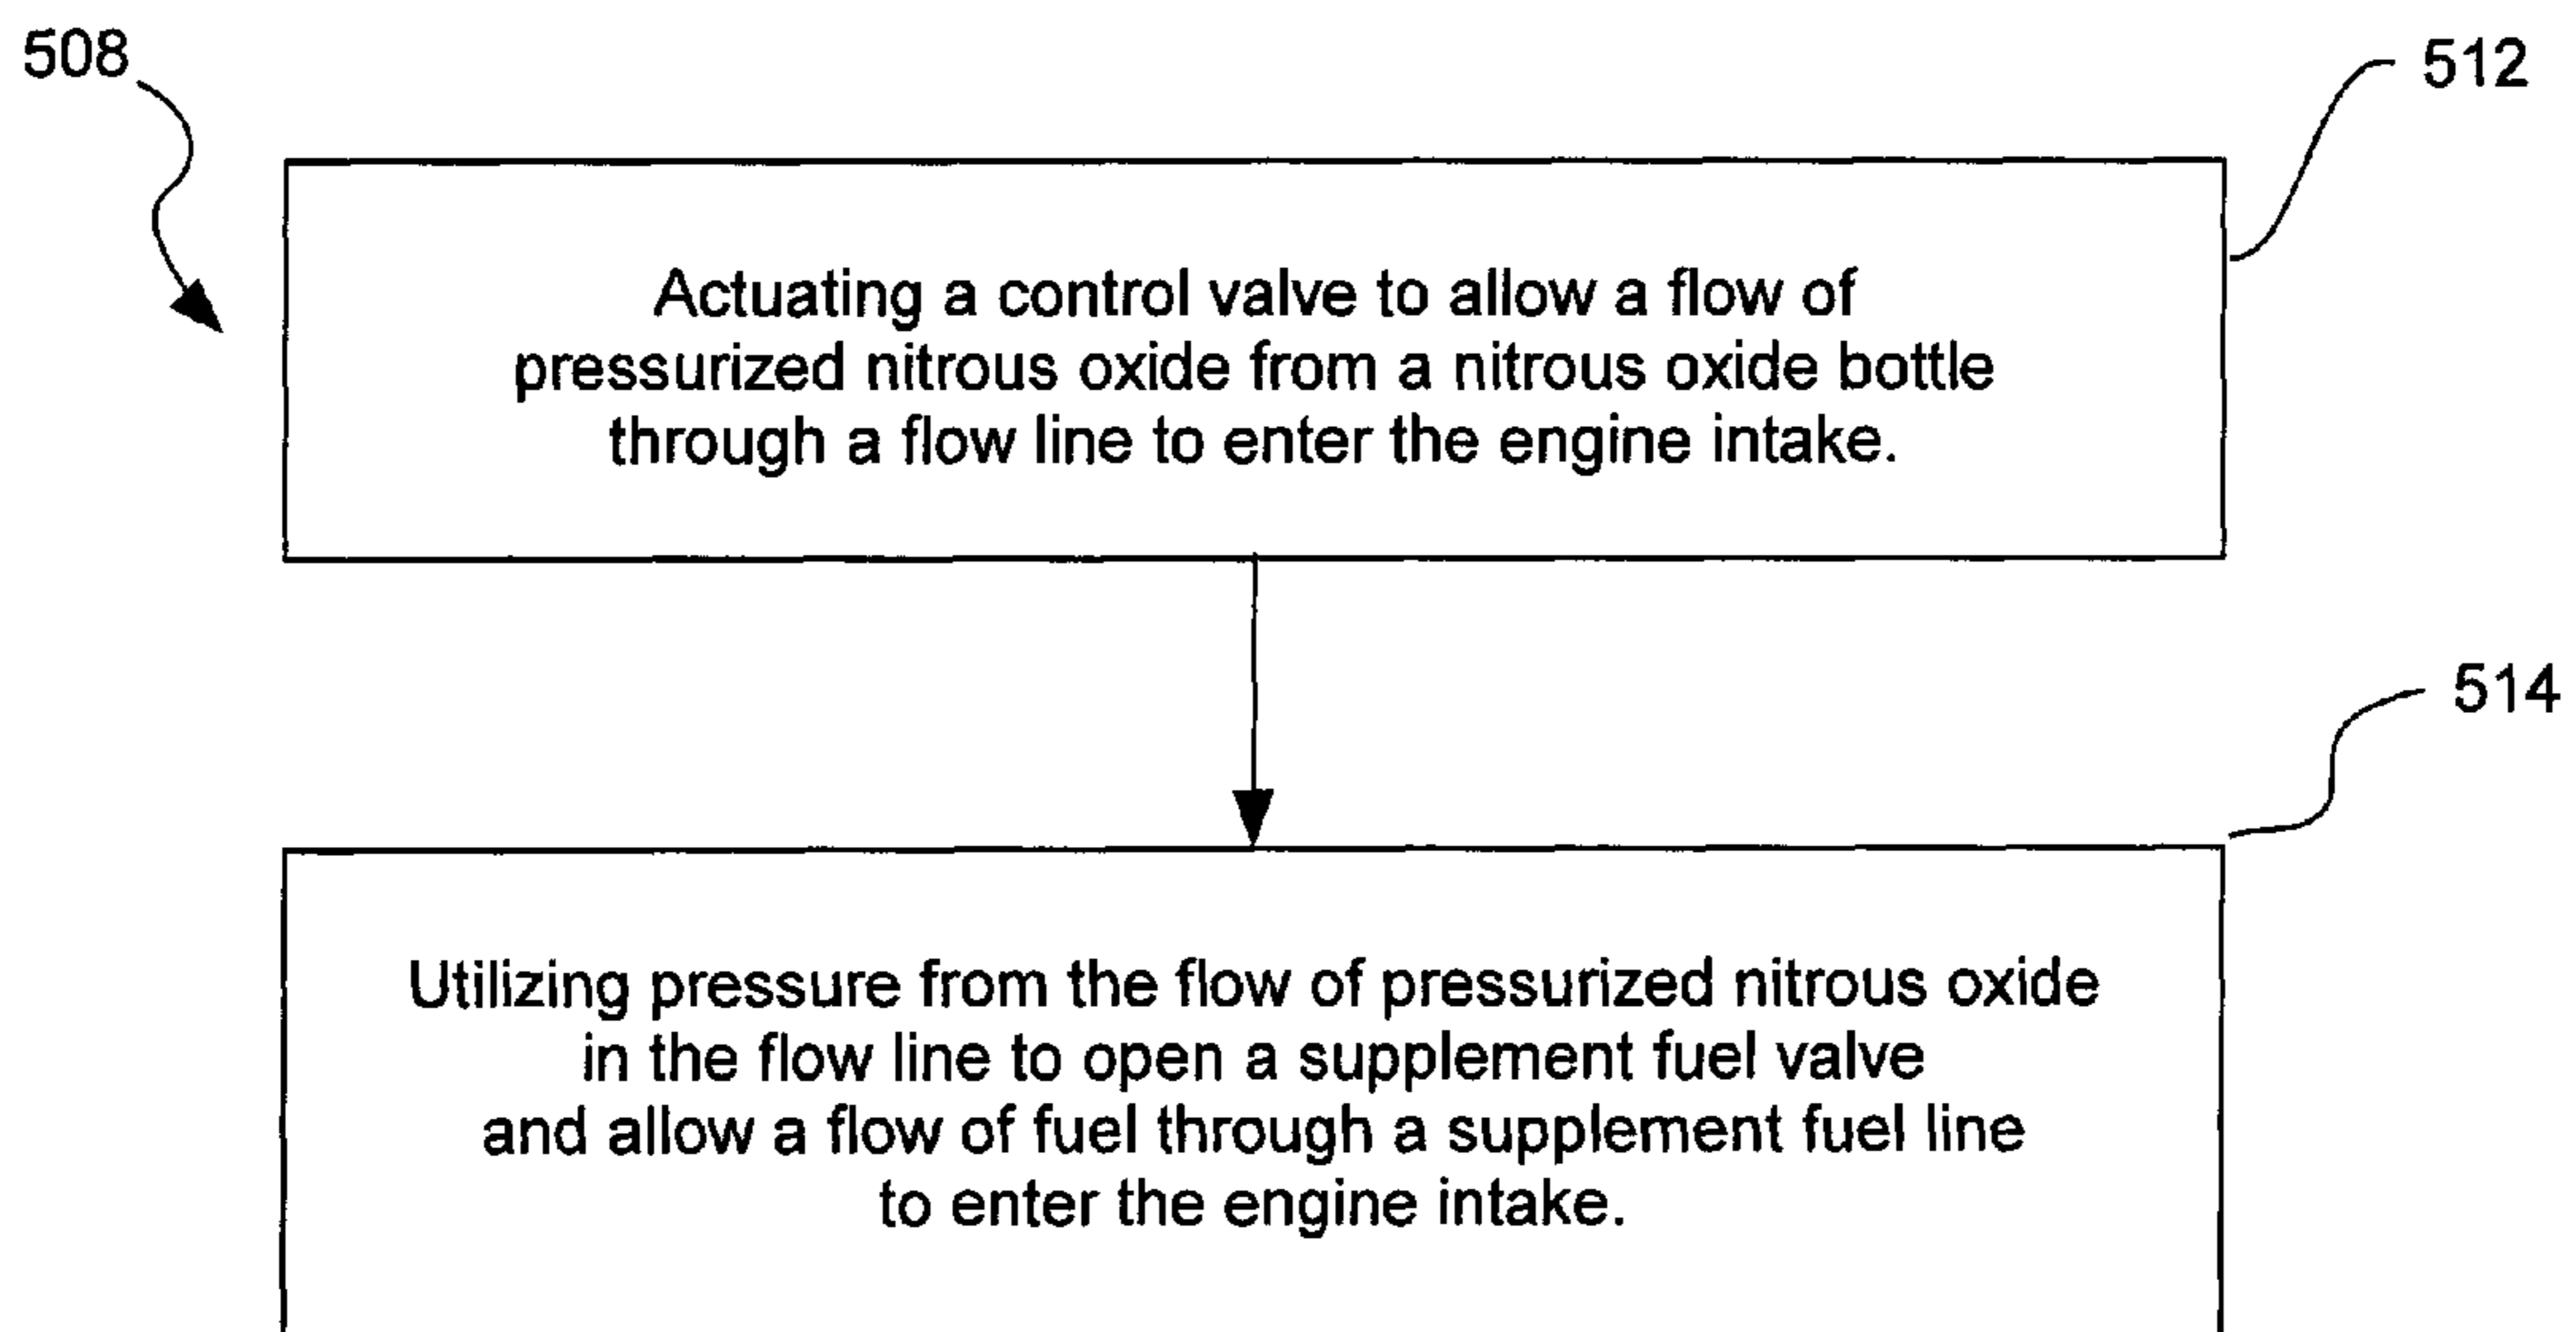 508
512
Actuating a control valve to allow a flow of
pressurized nitrous oxide from a nitrous oxide bottle
through a flow line to enter the engine intake.
514
Utilizing pressure from the flow of pressurized nitrous oxide
in the flow line to open a supplement fuel valve
and allow a flow of fuel through a supplement fuel line
to enter the engine intake.